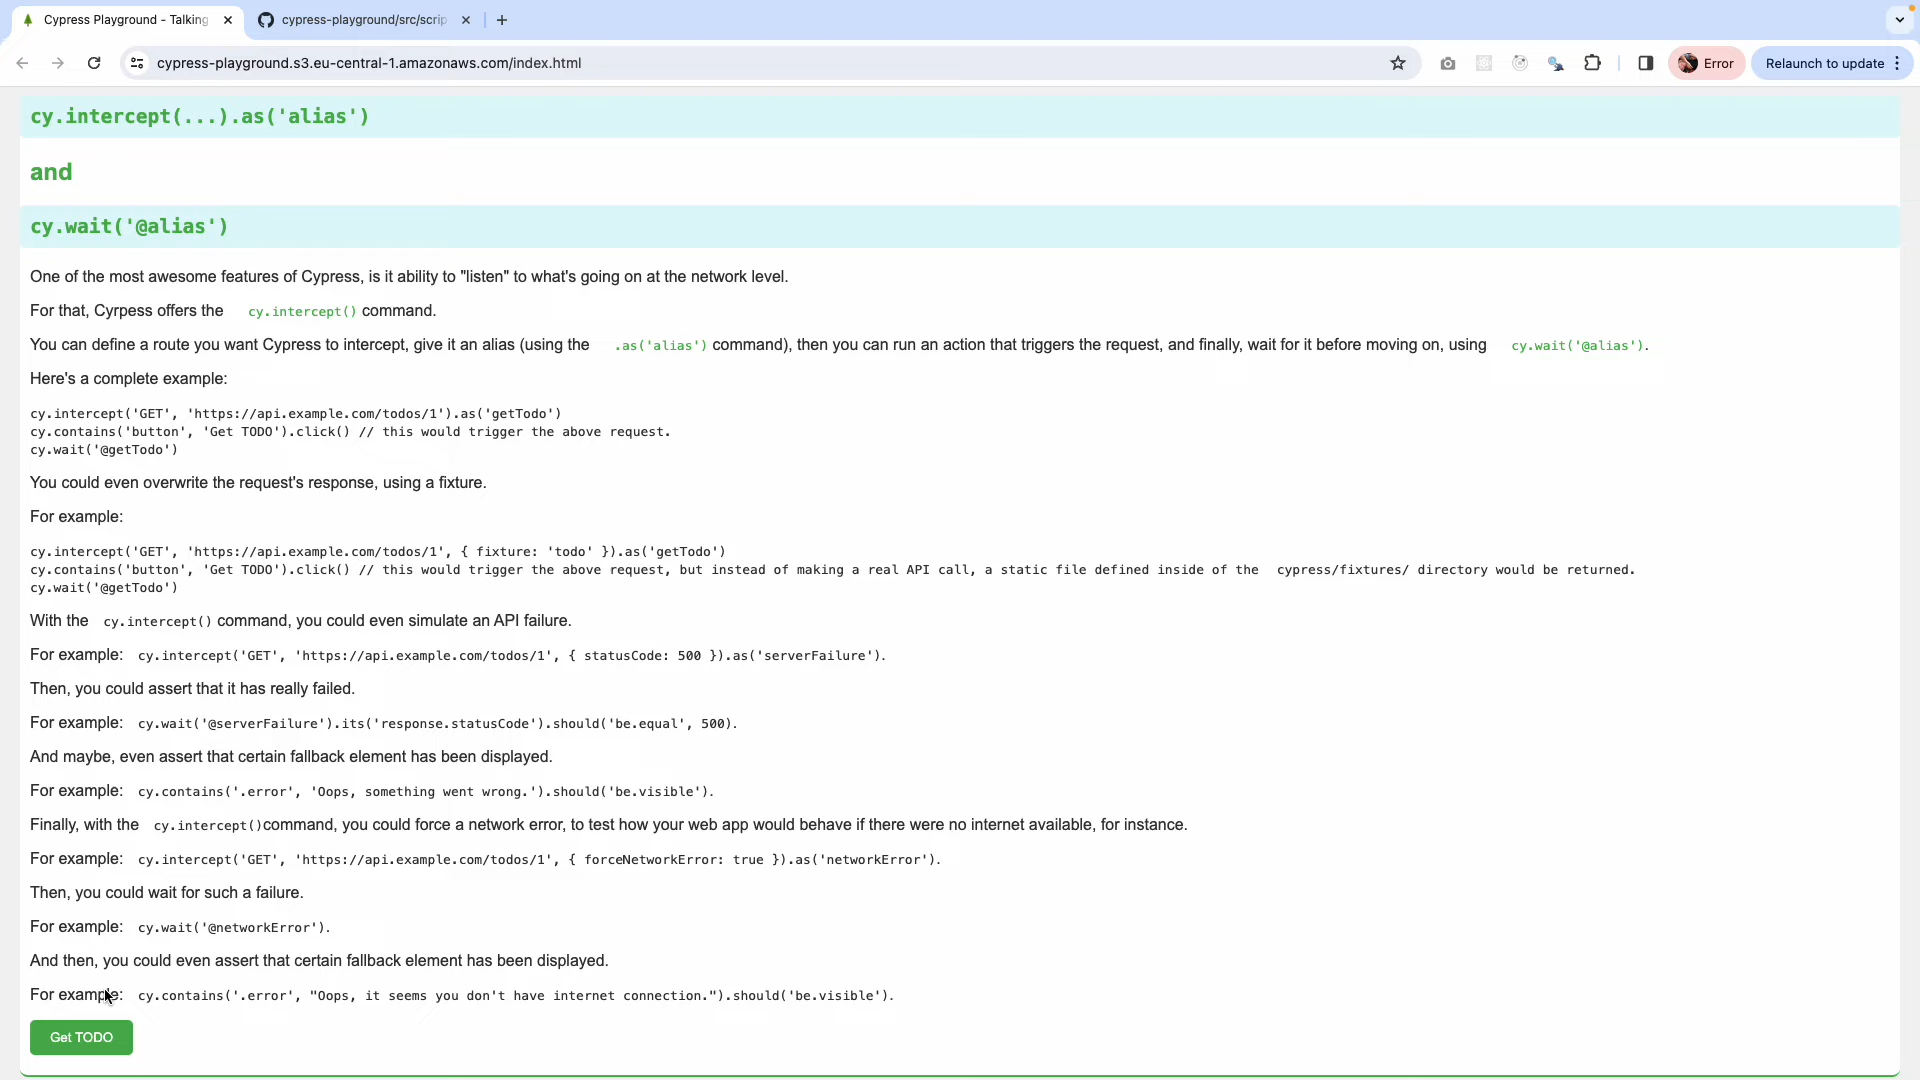 Cypress Playground - Talking
cypress-playground/src/scrip
cypress-playground.s3.eu-central-1.amazonaws.com/index.html
Error
Relaunch to update
cy.intercept(...).as('alias')
and
cy.wait('@alias')
One of the most awesome features of Cypress, is it ability to "listen" to what's going on at the network level.
For that, Cyrpess offers the cy.intercept() command.
You can define a route you want Cypress to intercept, give it an alias (using the .as('alias') command), then you can run an action that triggers the request, and finally, wait for it before moving on, using cy.wait('@alias').
Here's a complete example:
cy.intercept('GET', 'https://api.example.com/todos/1').as('getTodo')
cy.contains('button', 'Get TODO').click() // this would trigger the above request.
cy.wait('@getTodo')
You could even overwrite the request's response, using a fixture.
For example:
cy.intercept('GET', 'https://api.example.com/todos/1', { fixture: 'todo' }).as('getTodo')
cy.contains('button', 'Get TODO').click() // this would trigger the above request, but instead of making a real API call, a static file defined inside of the cypress/fixtures/ directory would be returned.
cy.wait('@getTodo')
With the cy.intercept() command, you could even simulate an API failure.
For example: cy.intercept('GET', 'https://api.example.com/todos/1', { statusCode: 500 }).as('serverFailure').
Then, you could assert that it has really failed.
For example: cy.wait('@serverFailure').its('response.statusCode').should('be.equal', 500).
And maybe, even assert that certain fallback element has been displayed.
For example: cy.contains('.error', 'Oops, something went wrong.').should('be.visible').
Finally, with the cy.intercept()command, you could force a network error, to test how your web app would behave if there were no internet available, for instance.
For example: cy.intercept('GET', 'https://api.example.com/todos/1', { forceNetworkError: true }).as('networkError').
Then, you could wait for such a failure.
For example: cy.wait('@networkError').
And then, you could even assert that certain fallback element has been displayed.
For example: cy.contains('.error', "Oops, it seems you don't have internet connection.").should('be.visible').
Get TODO